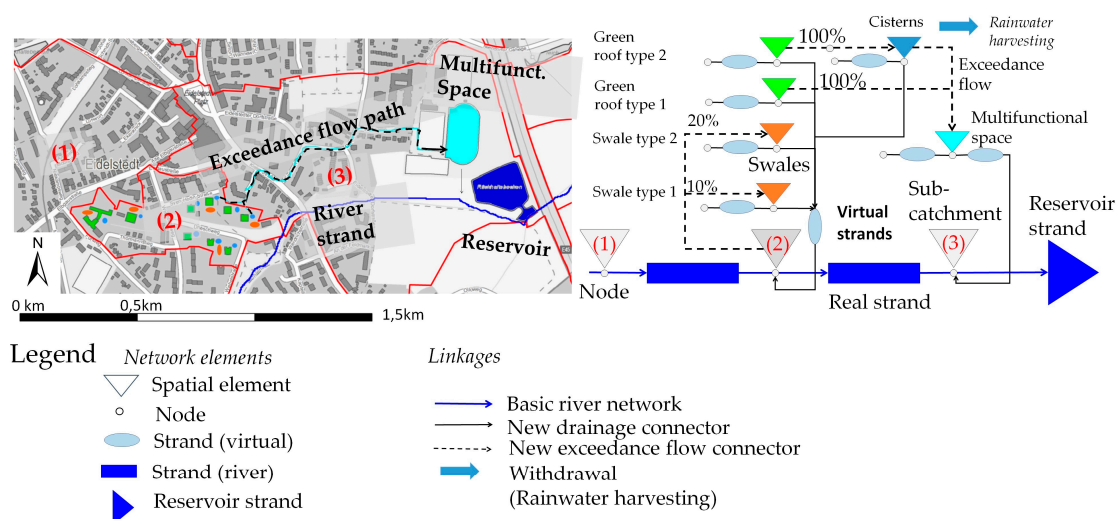 Multifunct.
Space
Exceedance flow path
(1)
Eidelstedt
(3)
(2)
River
strand
Reservoir
N
0 km
0,5km
1,5km
Green
roof type 2
100%
Cisterns
Rainwater
harvesting
Exceedance
flow
Green
roof type 1
100%
Swale type 2
20%
Swales
Multifunctional
space
Swale type 1
10%
Virtual
strands
Sub-
catchment
Reservoir
strand
(1)
(2)
(3)
Node
Real strand
Legend
Network elements
Spatial element
Node
Strand (virtual)
Strand (river)
Reservoir strand
Linkages
Basic river network
New drainage connector
New exceedance flow connector
Withdrawal
(Rainwater harvesting)